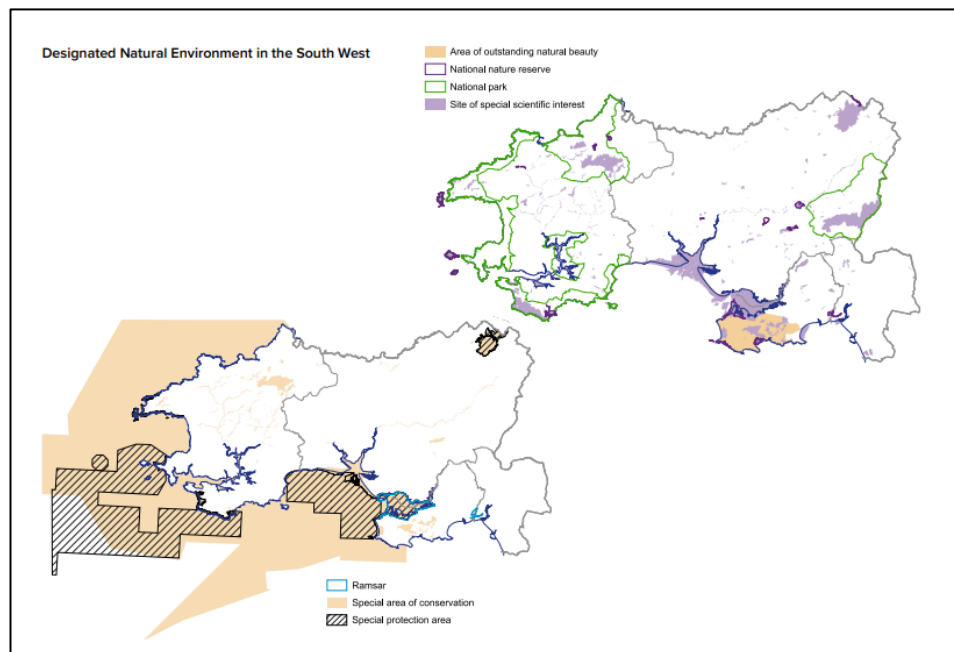 Designated Natural Environment in the South West
Area of outstanding natural beauty
National nature reserve
National park
Site of special scientific interest
Ramsar
Special area of conservation
Special protection area